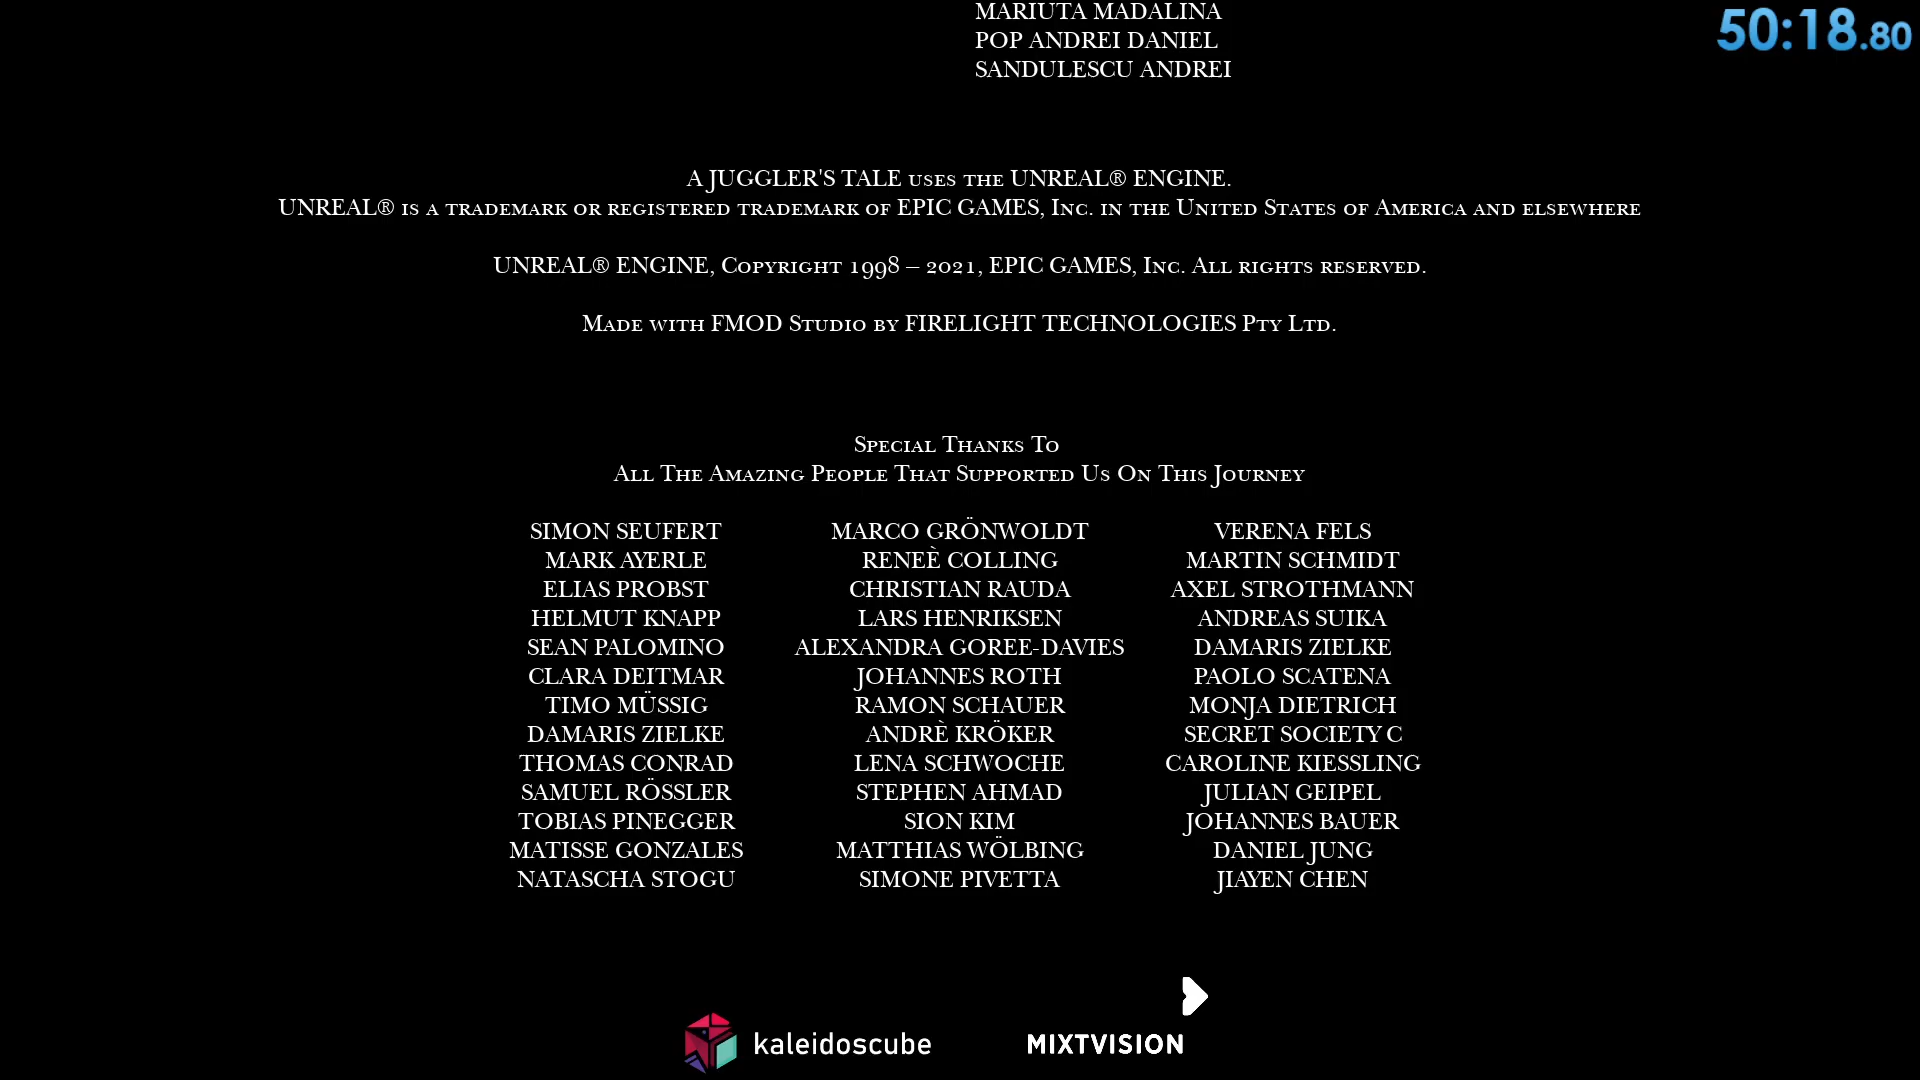 MARIUTA MADALINA
50:18.80
POP ANDREI DANIEL
SANDULESCU ANDREI
A JUGGLER'S TALE USES THE UNREAL® ENGINE.
UNREAL® IS A TRADEMARK OR REGISTERED TRADEMARK OF EPIC GAMES, INC. IN THE UNITED STATES OF AMERICA AND ELSEWHERE
UNREAL® ENGINE, COPYRIGHT 1998 – 2021, EPIC GAMES, INC. ALL RIGHTS RESERVED.
MADE WITH FMOD STUDIO BY FIRELIGHT TECHNOLOGIES PTY LTD.
SPECIAL THANKS TO
ALL THE AMAZING PEOPLE THAT SUPPORTED US ON THIS JOURNEY
SIMON SEUFERT MARCO GRÖNWOLDT VERENA FELS
MARK AYERLE RENEÈ COLLING MARTIN SCHMIDT
ELIAS PROBST CHRISTIAN RAUDA AXEL STROTHMANN
HELMUT KNAPP LARS HENRIKSEN ANDREAS SUIKA
SEAN PALOMINO ALEXANDRA GOREE-DAVIES DAMARIS ZIELKE
CLARA DEITMAR JOHANNES ROTH PAOLO SCATENA
TIMO MÜSSIG RAMON SCHAUER MONJA DIETRICH
DAMARIS ZIELKE ANDRÈ KRÖKER SECRET SOCIETY C
THOMAS CONRAD LENA SCHWOCHE CAROLINE KIESSLING
SAMUEL RÖSSLER STEPHEN AHMAD JULIAN GEIPEL
TOBIAS PINEGGER SION KIM JOHANNES BAUER
MATISSE GONZALES MATTHIAS WÖLBING DANIEL JUNG
NATASCHA STOGU SIMONE PIVETTA JIAYEN CHEN
kaleidoscube MIXTVISION